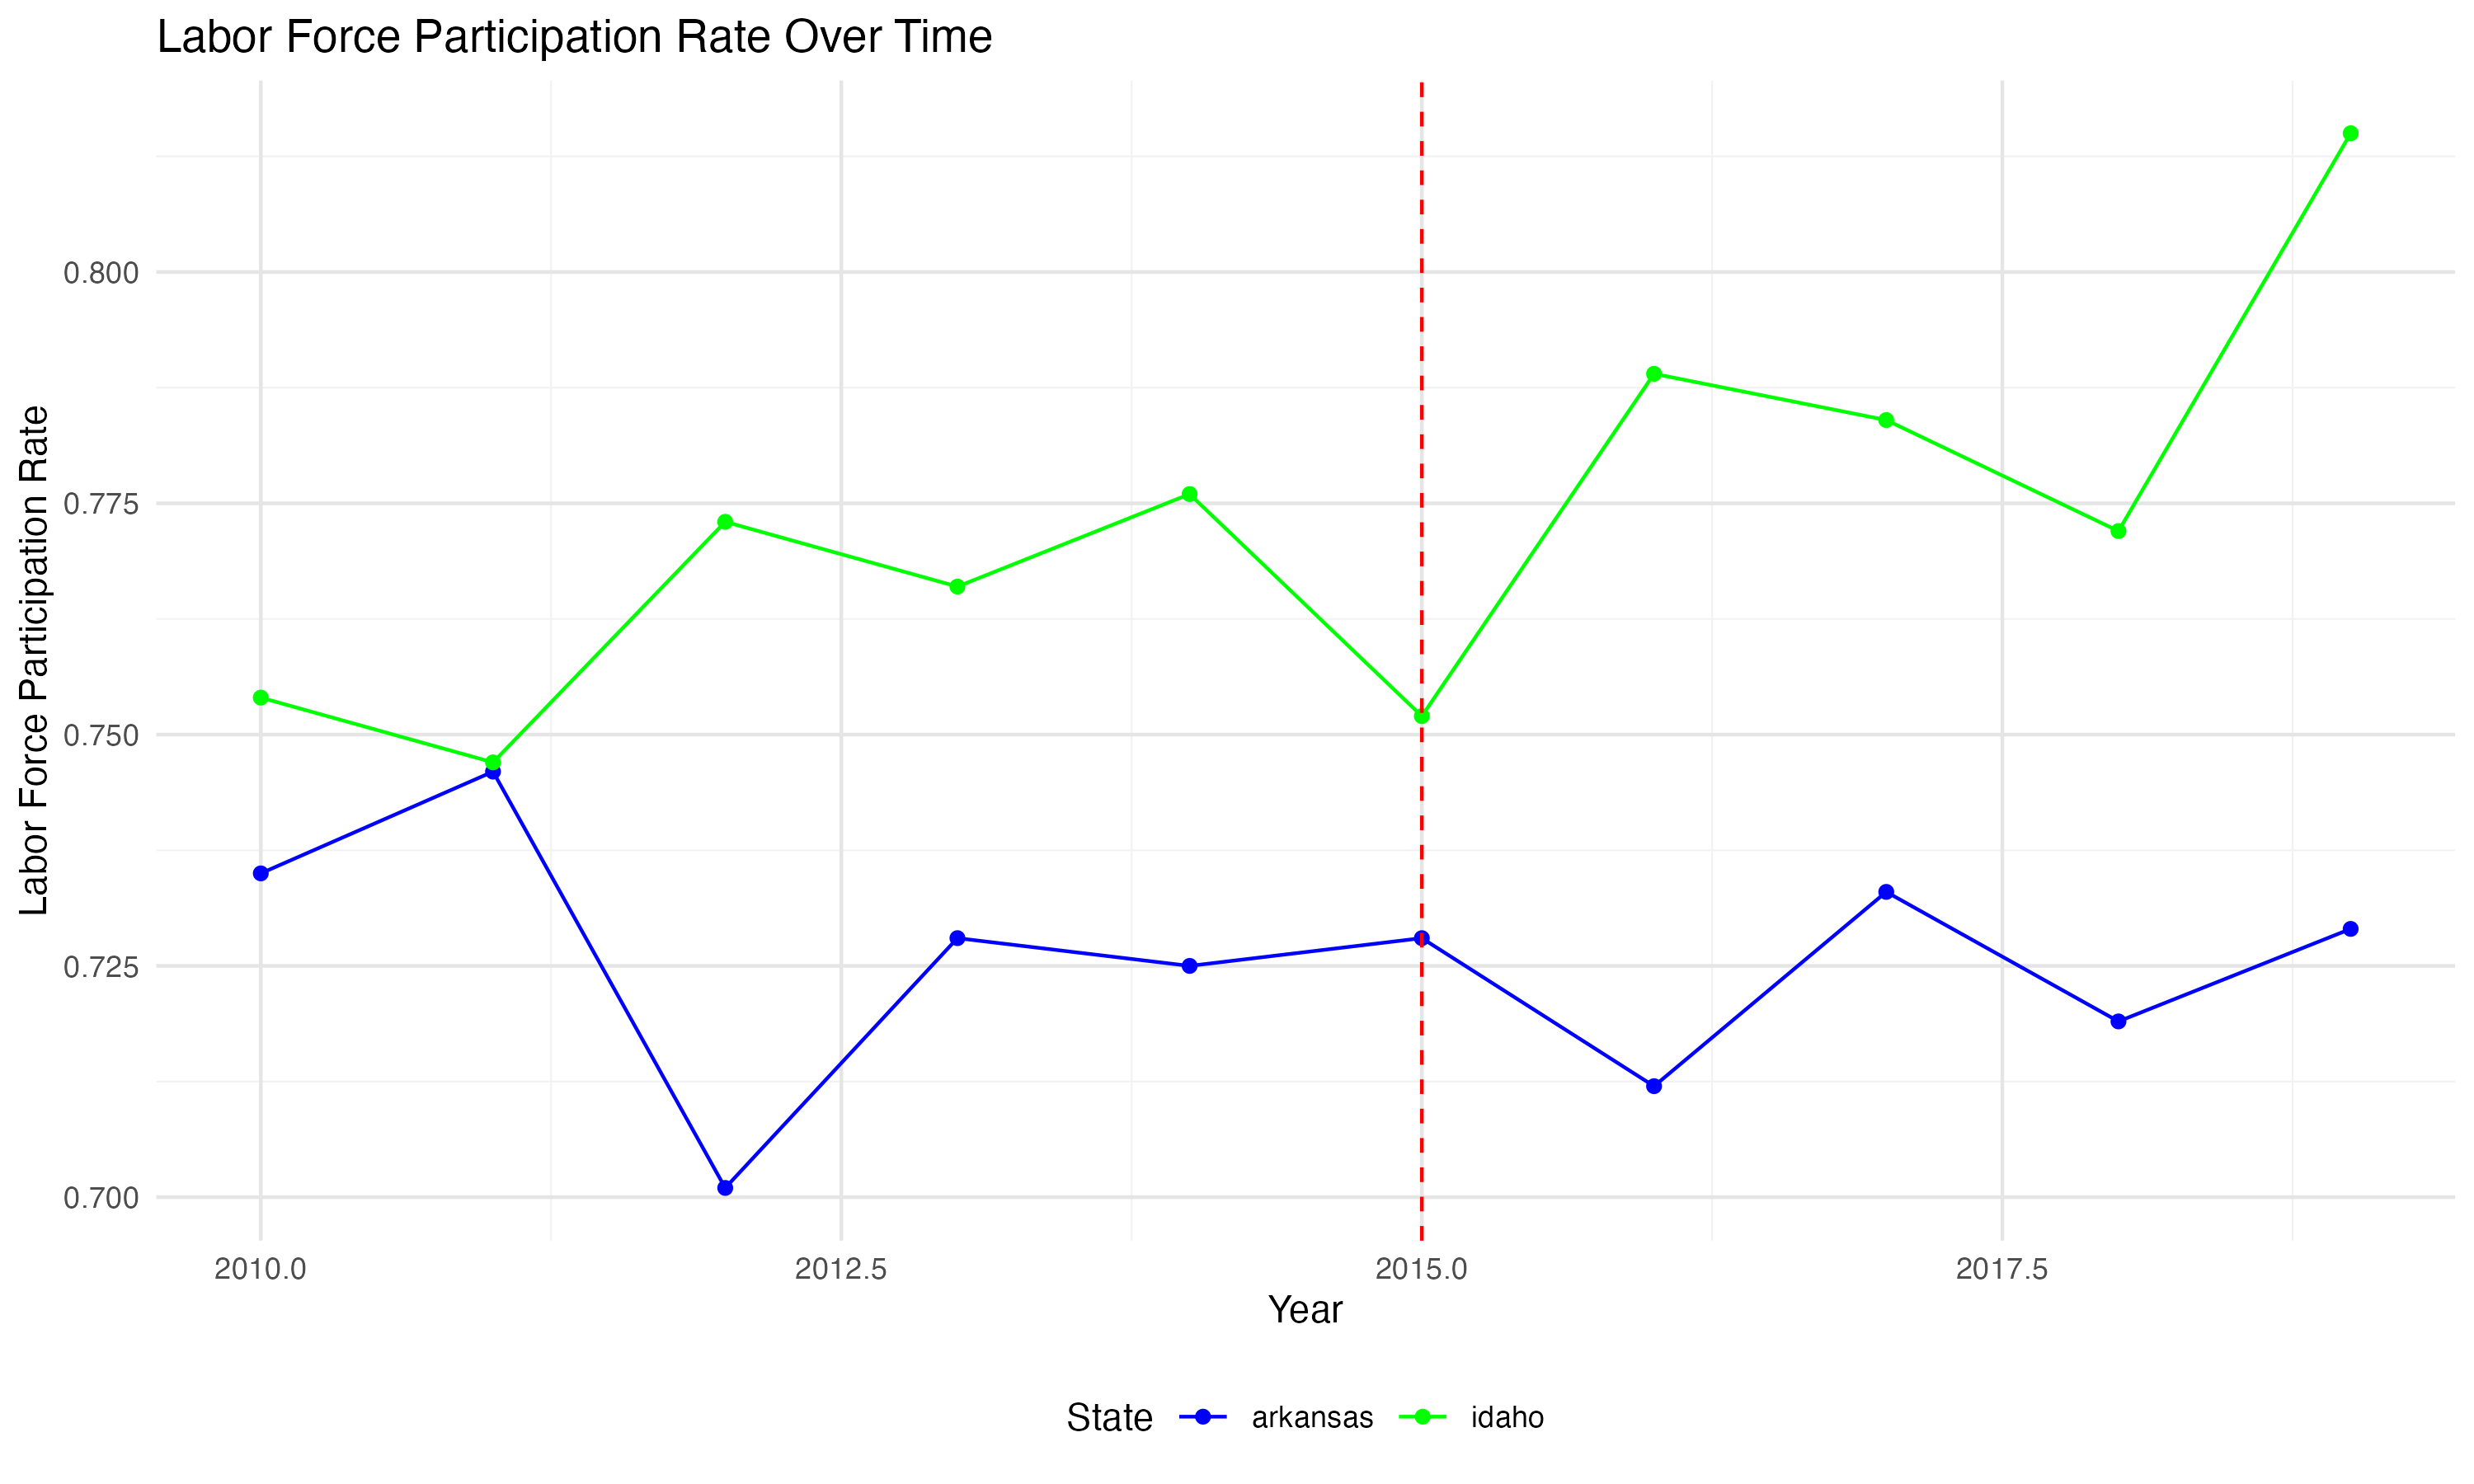 Labor Force Participation Rate Over Time
Labor Force Participation Rate
0.800
0.775
0.750
0.725
0.700
2010.0 2012.5 2015.0 2017.5
Year
State arkansas idaho